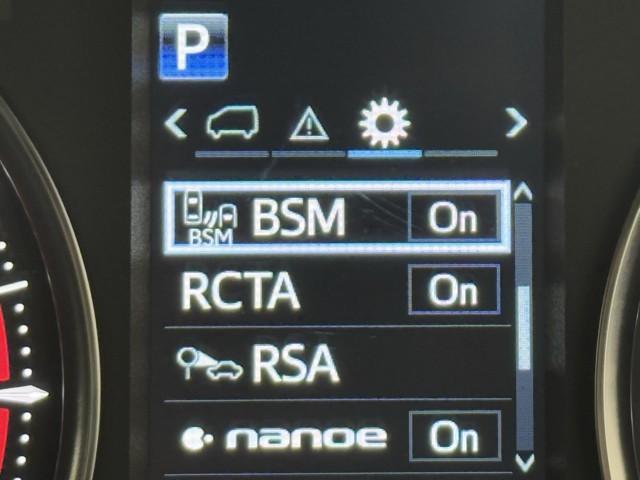 P
BSM BSM On
RCTA On
RSA
nanoe On